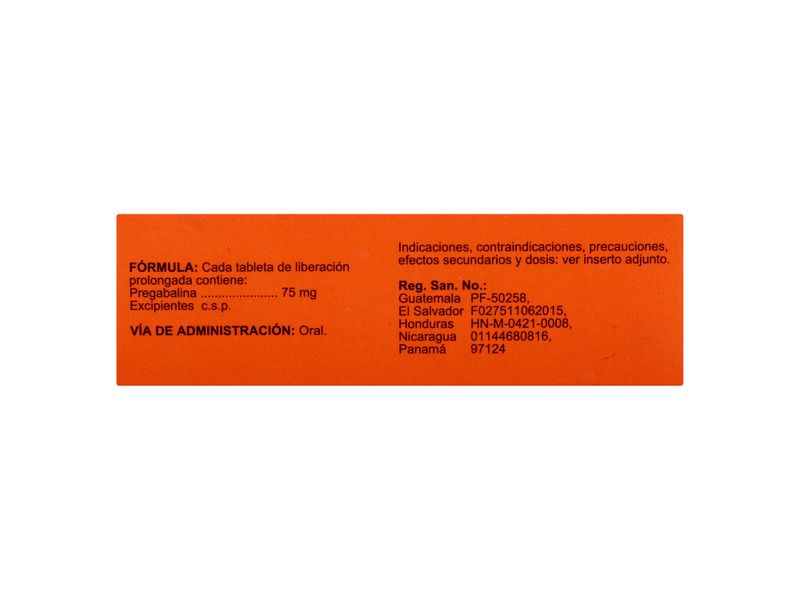 FÓRMULA: Cada tableta de liberación
prolongada contiene:
Pregabalina ...................... 75 mg
Excipientes c.s.p.
VÍA DE ADMINISTRACIÓN: Oral.
Indicaciones, contraindicaciones, precauciones,
efectos secundarios y dosis: ver inserto adjunto.
Reg. San. No.:
Guatemala PF-50258,
El Salvador F027511062015,
Honduras HN-M-0421-0008,
Nicaragua 01144680816,
Panamá 97124